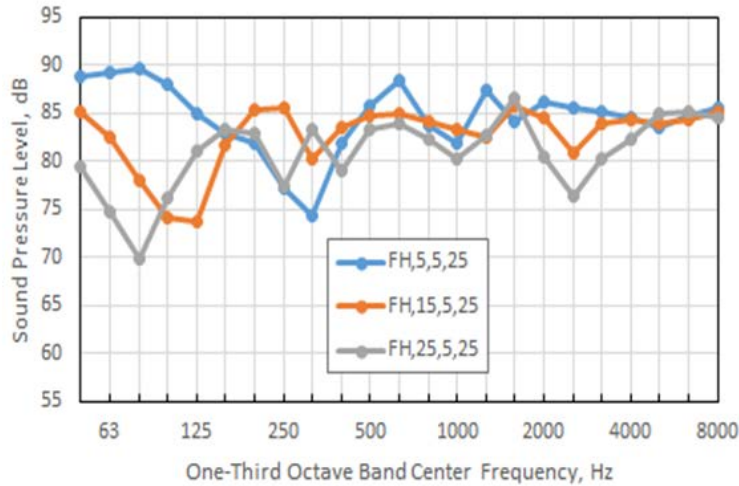 95
90
85
80
75
70
65
60
55
Sound Pressure Level, dB
FH,5,5,25
FH,15,5,25
FH,25,5,25
63 125 250 500 1000 2000 4000 8000
One-Third Octave Band Center Frequency, Hz